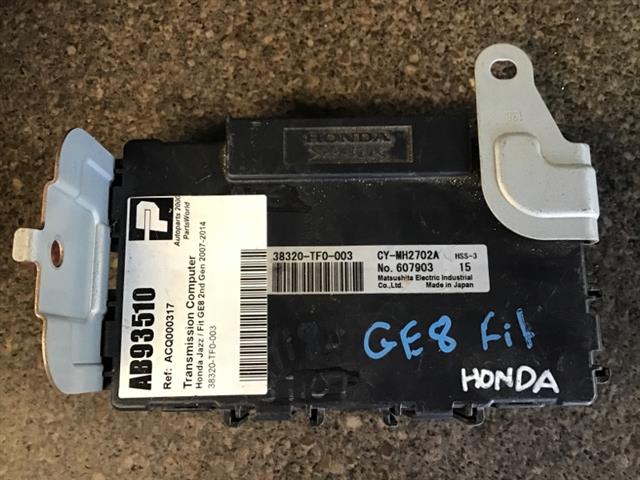 HONDA
P
Autoparts 2000
PartsWorld
AB93510
Ref: ACQ000317
Transmission Computer
Honda Jazz / Fit GE8 2nd Gen 2007-2014
38320-TF0-003
38320-TF0-003
CY-MH2702A HSS-3
No. 607903 15
Matsushita Electric Industrial
Co.,Ltd. Made in Japan
GE8 Fit
HONDA